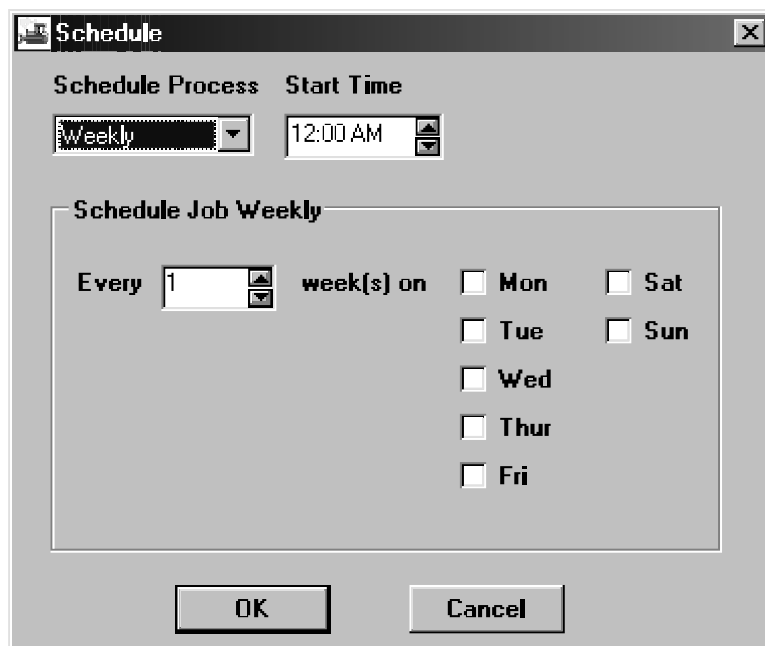 Schedule
Schedule Process Start Time
Weekly 12:00 AM
Schedule Job Weekly
Every 1 week(s) on Mon Sat
Tue Sun
Wed
Thur
Fri
OK Cancel